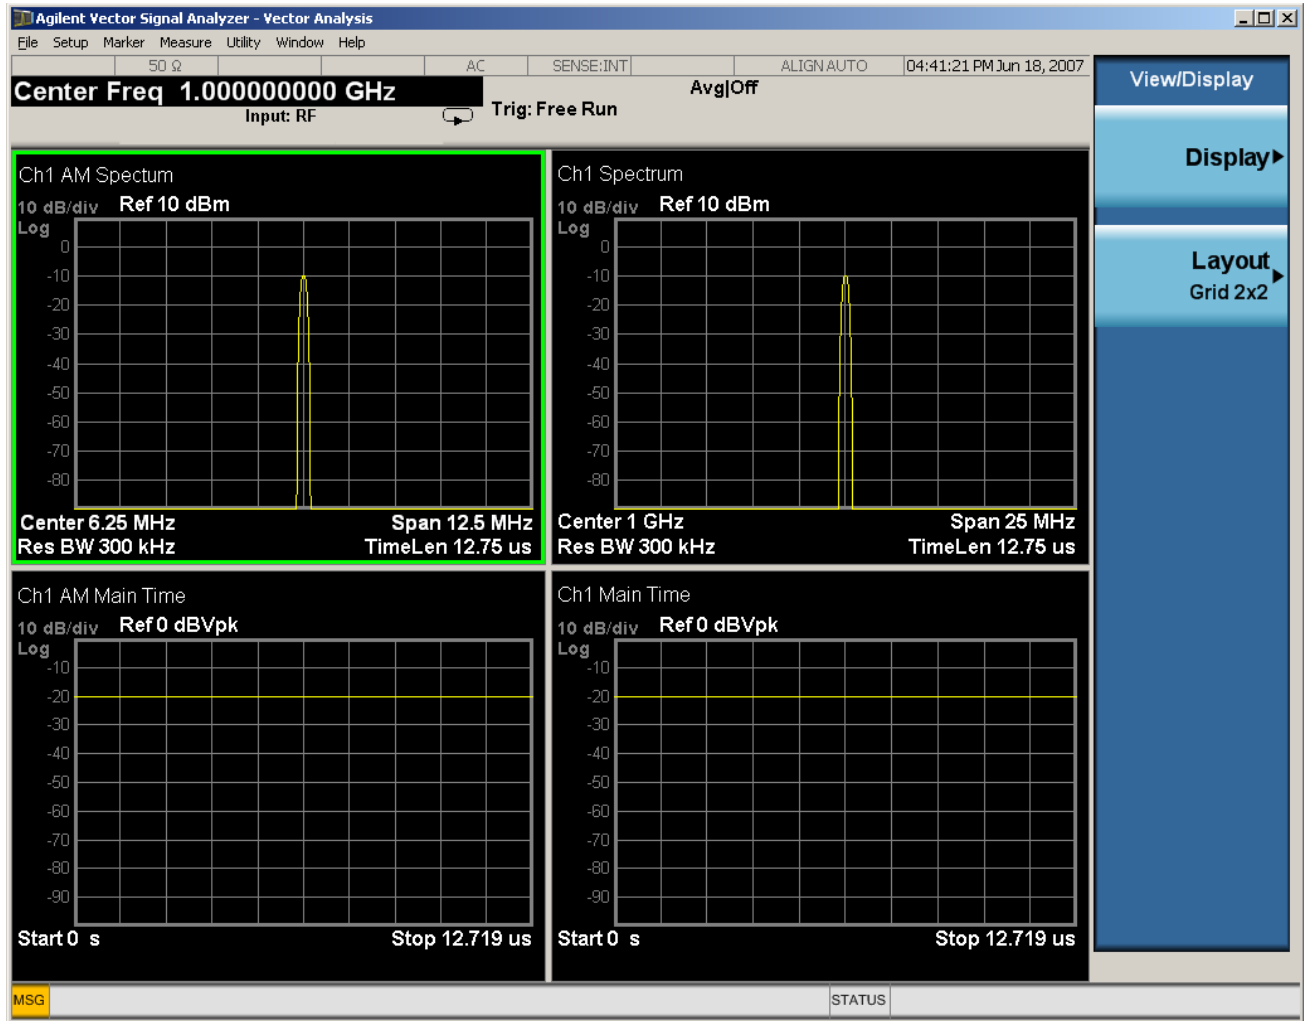 Agilent Vector Signal Analyzer - Vector Analysis
File Setup Marker Measure Utility Window Help
50 Ω AC SENSE:INT ALIGN AUTO 04:41:21 PM Jun 18, 2007
Center Freq 1.000000000 GHz
Input: RF
Trig: Free Run
Avg|Off
View/Display
Display
Layout
Grid 2x2
Ch1 AM Spectum
10 dB/div Ref 10 dBm
Log
0
-10
-20
-30
-40
-50
-60
-70
-80
Center 6.25 MHz Span 12.5 MHz
Res BW 300 kHz TimeLen 12.75 us
Ch1 Spectrum
10 dB/div Ref 10 dBm
Log
0
-10
-20
-30
-40
-50
-60
-70
-80
Center 1 GHz Span 25 MHz
Res BW 300 kHz TimeLen 12.75 us
Ch1 AM Main Time
10 dB/div Ref 0 dBVpk
Log
-10
-20
-30
-40
-50
-60
-70
-80
-90
Start 0 s Stop 12.719 us
Ch1 Main Time
10 dB/div Ref 0 dBVpk
Log
-10
-20
-30
-40
-50
-60
-70
-80
-90
Start 0 s Stop 12.719 us
MSG STATUS